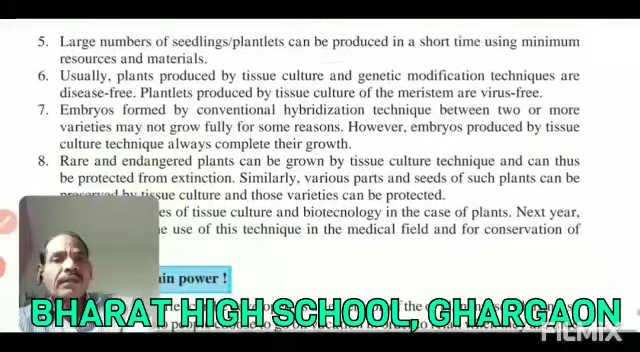 5. Large numbers of seedlings/plantlets can be produced in a short time using minimum
resources and materials.
6. Usually, plants produced by tissue culture and genetic modification techniques are
disease-free. Plantlets produced by tissue culture of the meristem are virus-free.
7. Embryos formed by conventional hybridization technique between two or more
varieties may not grow fully for some reasons. However, embryos produced by tissue
culture technique always complete their growth.
8. Rare and endangered plants can be grown by tissue culture technique and can thus
be protected from extinction. Similarly, various parts and seeds of such plants can be
preserved by tissue culture and those varieties can be protected.
of tissue culture and biotecnology in the case of plants. Next year,
use of this technique in the medical field and for conservation of
power !
BHARAT HIGH SCHOOL, GHARGAON
FILMIX